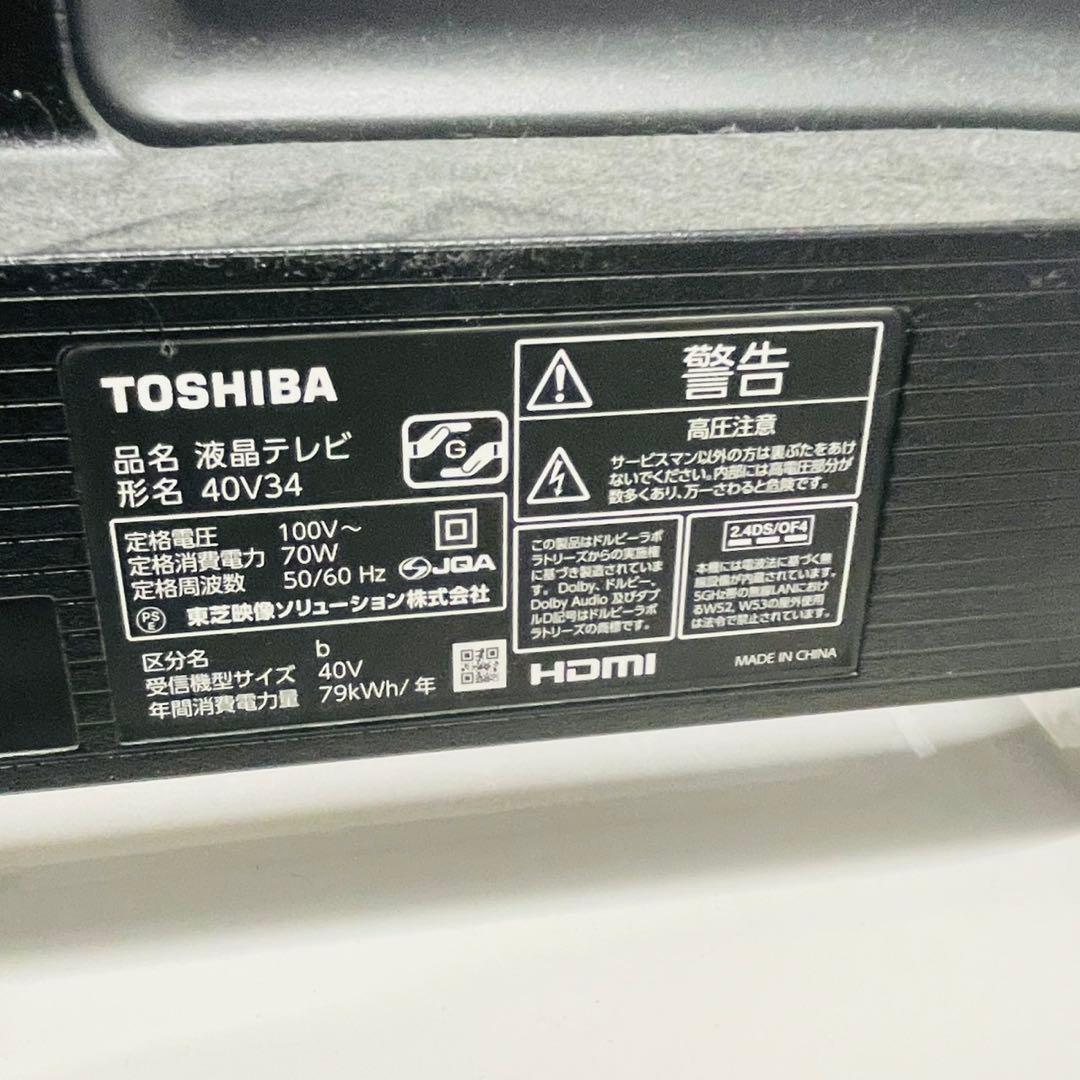 TOSHIBA
品名 液晶テレビ
形名 40V34
G
定格電圧 100V～
定格消費電力 70W
定格周波数 50/60 Hz
JQA
PS
E
東芝映像ソリューション株式会社
区分名 b
受信機型サイズ 40V
年間消費電力量 79kWh/年
警告
高圧注意
サービスマン以外の方は裏ぶたをあけ
ないでください。内部には高電圧部分が
数多くあり、万一さわると危険です。
この製品はドルビーラボ
ラトリーズからの実施権
に基づき製造されていま
す。Dolby、ドルビー、
Dolby Audio 及びダブ
ルD記号はドルビーラボ
ラトリーズの商標です。
2.4DS/OF4
本機には電波法に基づく無
線設備が内蔵されています。
5GHz帯の無線LANにおけ
るW52, W53の屋外使用
は法令で禁止されています。
HDMI
MADE IN CHINA